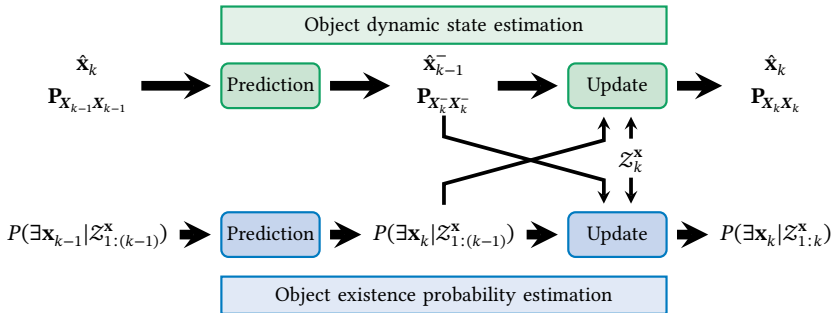 Object dynamic state estimation
x̂_k x̂⁻_{k-1} x̂_k
Prediction Update
P_{X_{k-1}X_{k-1}} P_{X⁻_k X⁻_k} P_{X_k X_k}
𝒵^x_k
P(∃x_{k-1}|𝒵^x_{1:(k-1)}) Prediction P(∃x_k|𝒵^x_{1:(k-1)}) Update P(∃x_k|𝒵^x_{1:k})
Object existence probability estimation